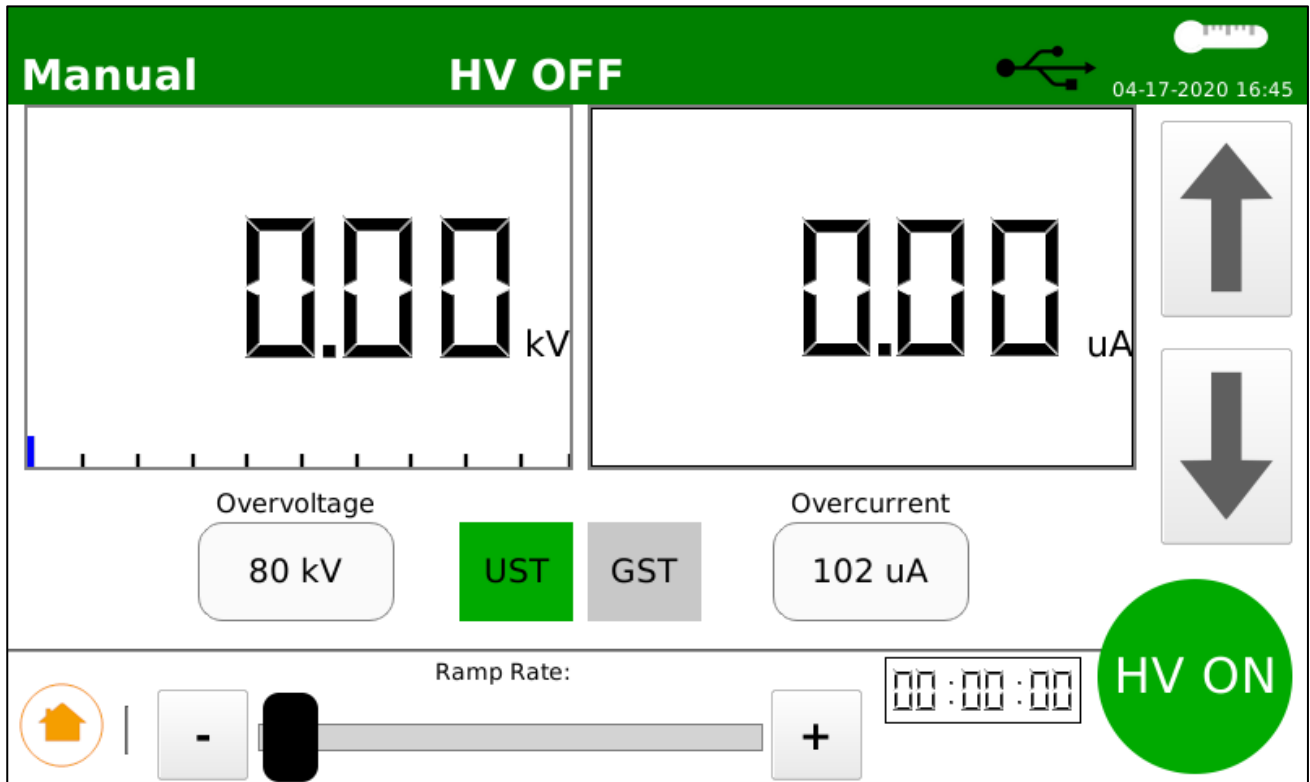 Manual
HV OFF
04-17-2020 16:45
0.00 kV
0.00 uA
Overvoltage
80 kV
UST
GST
Overcurrent
102 uA
Ramp Rate:
-
+
00:00:00
HV ON